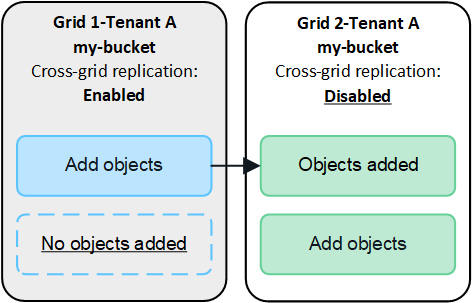 Grid 1-Tenant A
my-bucket
Cross-grid replication:
Enabled
Add objects
No objects added
Grid 2-Tenant A
my-bucket
Cross-grid replication:
Disabled
Objects added
Add objects